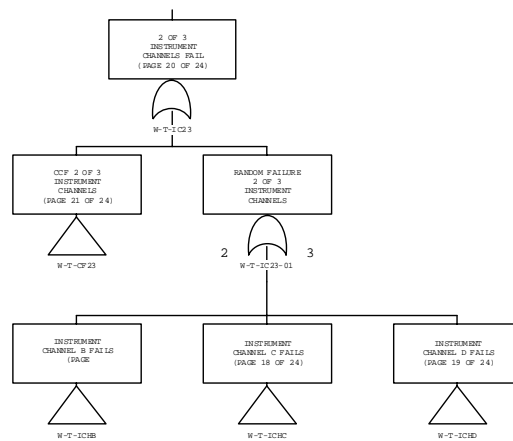 2 OF 3
INSTRUMENT
CHANNELS FAIL
(PAGE 20 OF 24)
W-T-IC23
CCF 2 OF 3
INSTRUMENT
CHANNELS
(PAGE 21 OF 24)
W-T-CF23
RANDOM FAILURE
2 OF 3
INSTRUMENT
CHANNELS
2 3
W-T-IC23-01
INSTRUMENT
CHANNEL B FAILS
(PAGE
W-T-ICHB
INSTRUMENT
CHANNEL C FAILS
(PAGE 18 OF 24)
W-T-ICHC
INSTRUMENT
CHANNEL D FAILS
(PAGE 19 OF 24)
W-T-ICHD